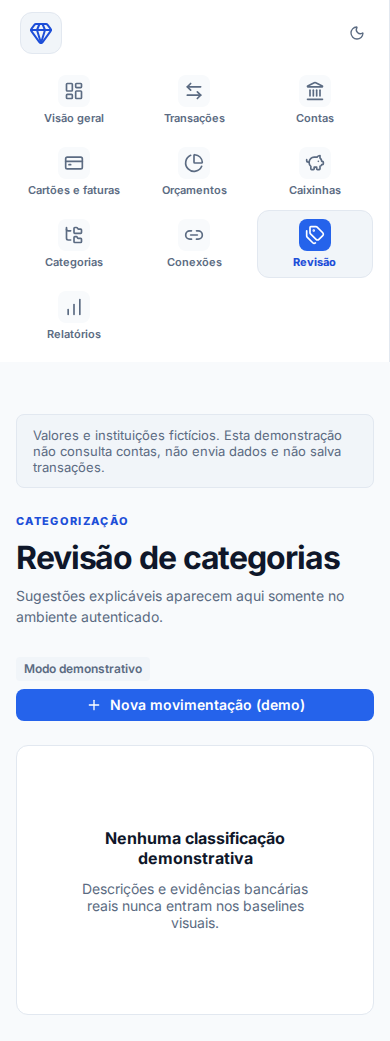 Visão geral
Transações
Contas
Cartões e faturas
Orçamentos
Caixinhas
Categorias
Conexões
Revisão
Relatórios
Valores e instituições fictícios. Esta demonstração
não consulta contas, não envia dados e não salva
transações.
CATEGORIZAÇÃO
Revisão de categorias
Sugestões explicáveis aparecem aqui somente no
ambiente autenticado.
Modo demonstrativo
Nova movimentação (demo)
Nenhuma classificação
demonstrativa
Descrições e evidências bancárias
reais nunca entram nos baselines
visuais.